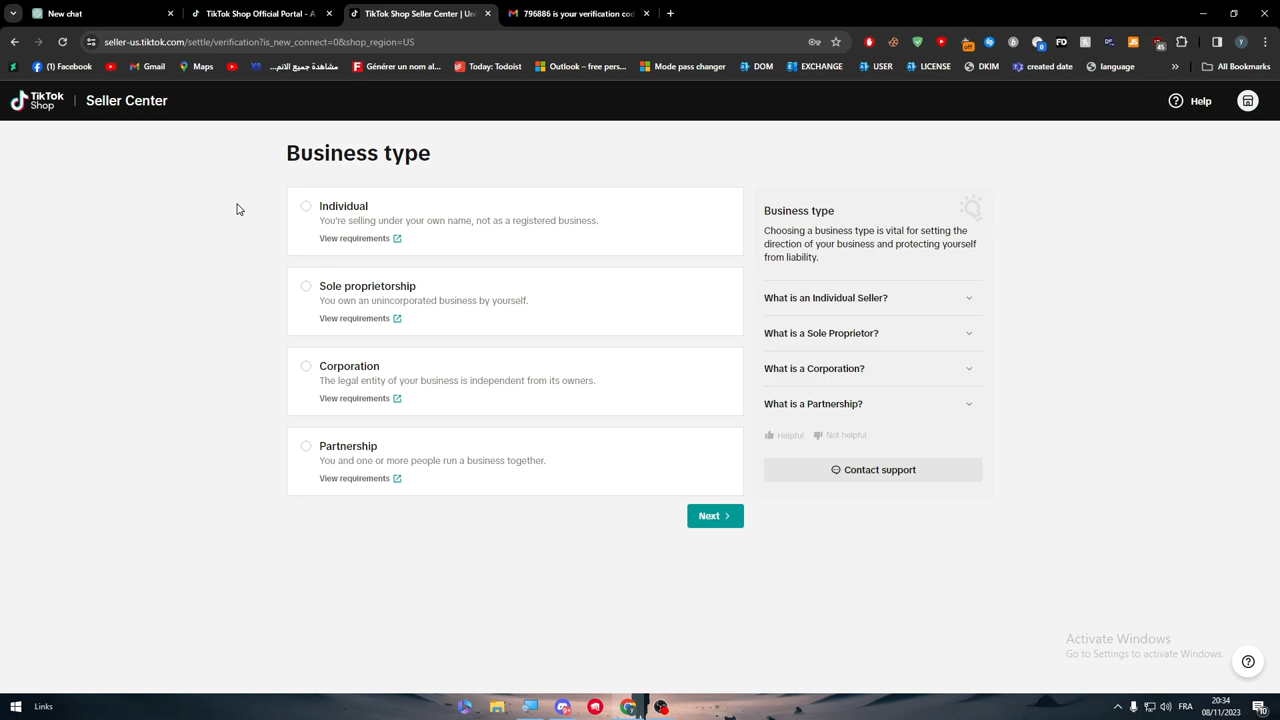 New chat
TikTok Shop Official Portal - A
TikTok Shop Seller Center | Un
796886 is your verification cod
seller-us.tiktok.com/settle/verification?is_new_connect=0&shop_region=US
(1) Facebook
Gmail
Maps
مشاهدة جميع الانم...
Générer un nom al...
Today: Todoist
Outlook – free pers...
Mode pass changer
DOM
EXCHANGE
USER
LICENSE
DKIM
created date
language
All Bookmarks
TikTok Shop
Seller Center
Help
Business type
Individual
You're selling under your own name, not as a registered business.
View requirements
Sole proprietorship
You own an unincorporated business by yourself.
View requirements
Corporation
The legal entity of your business is independent from its owners.
View requirements
Partnership
You and one or more people run a business together.
View requirements
Next
Business type
Choosing a business type is vital for setting the
direction of your business and protecting yourself
from liability.
What is an Individual Seller?
What is a Sole Proprietor?
What is a Corporation?
What is a Partnership?
Helpful
Not helpful
Contact support
Activate Windows
Go to Settings to activate Windows.
Links
FRA
20:34
08/11/2023